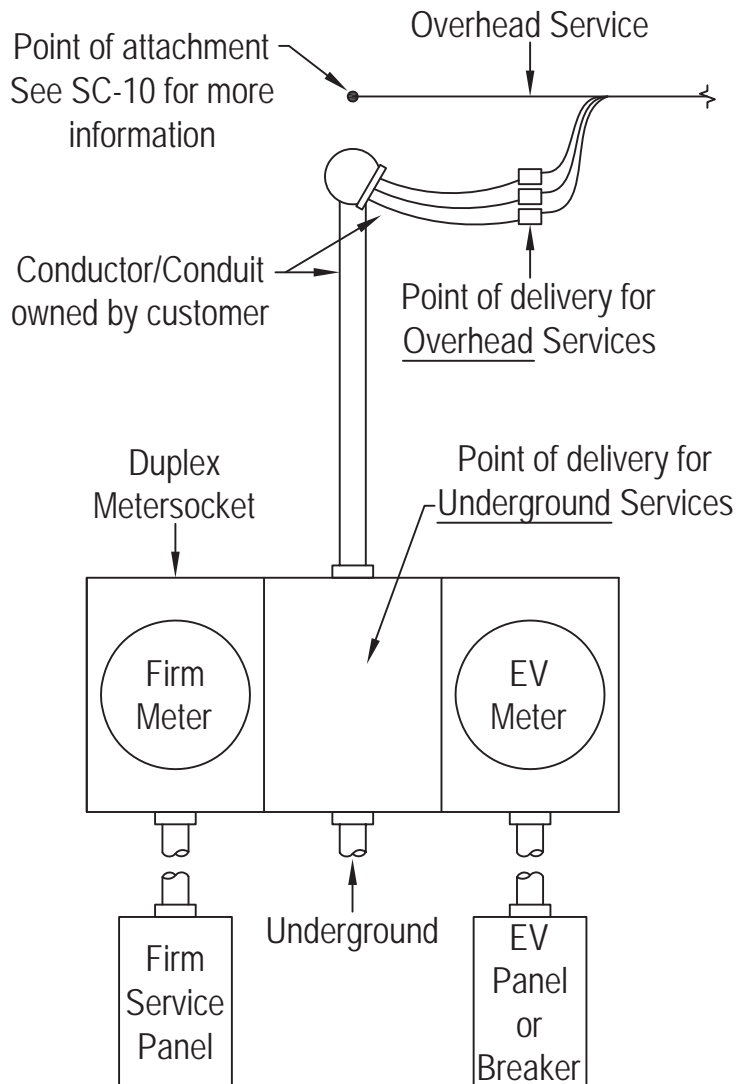 Point of attachment
See SC-10 for more
information
Overhead Service
Conductor/Conduit
owned by customer
Point of delivery for
Overhead Services
Duplex
Metersocket
Point of delivery for
Underground Services
Firm
Meter
EV
Meter
Underground
Firm
Service
Panel
EV
Panel
or
Breaker